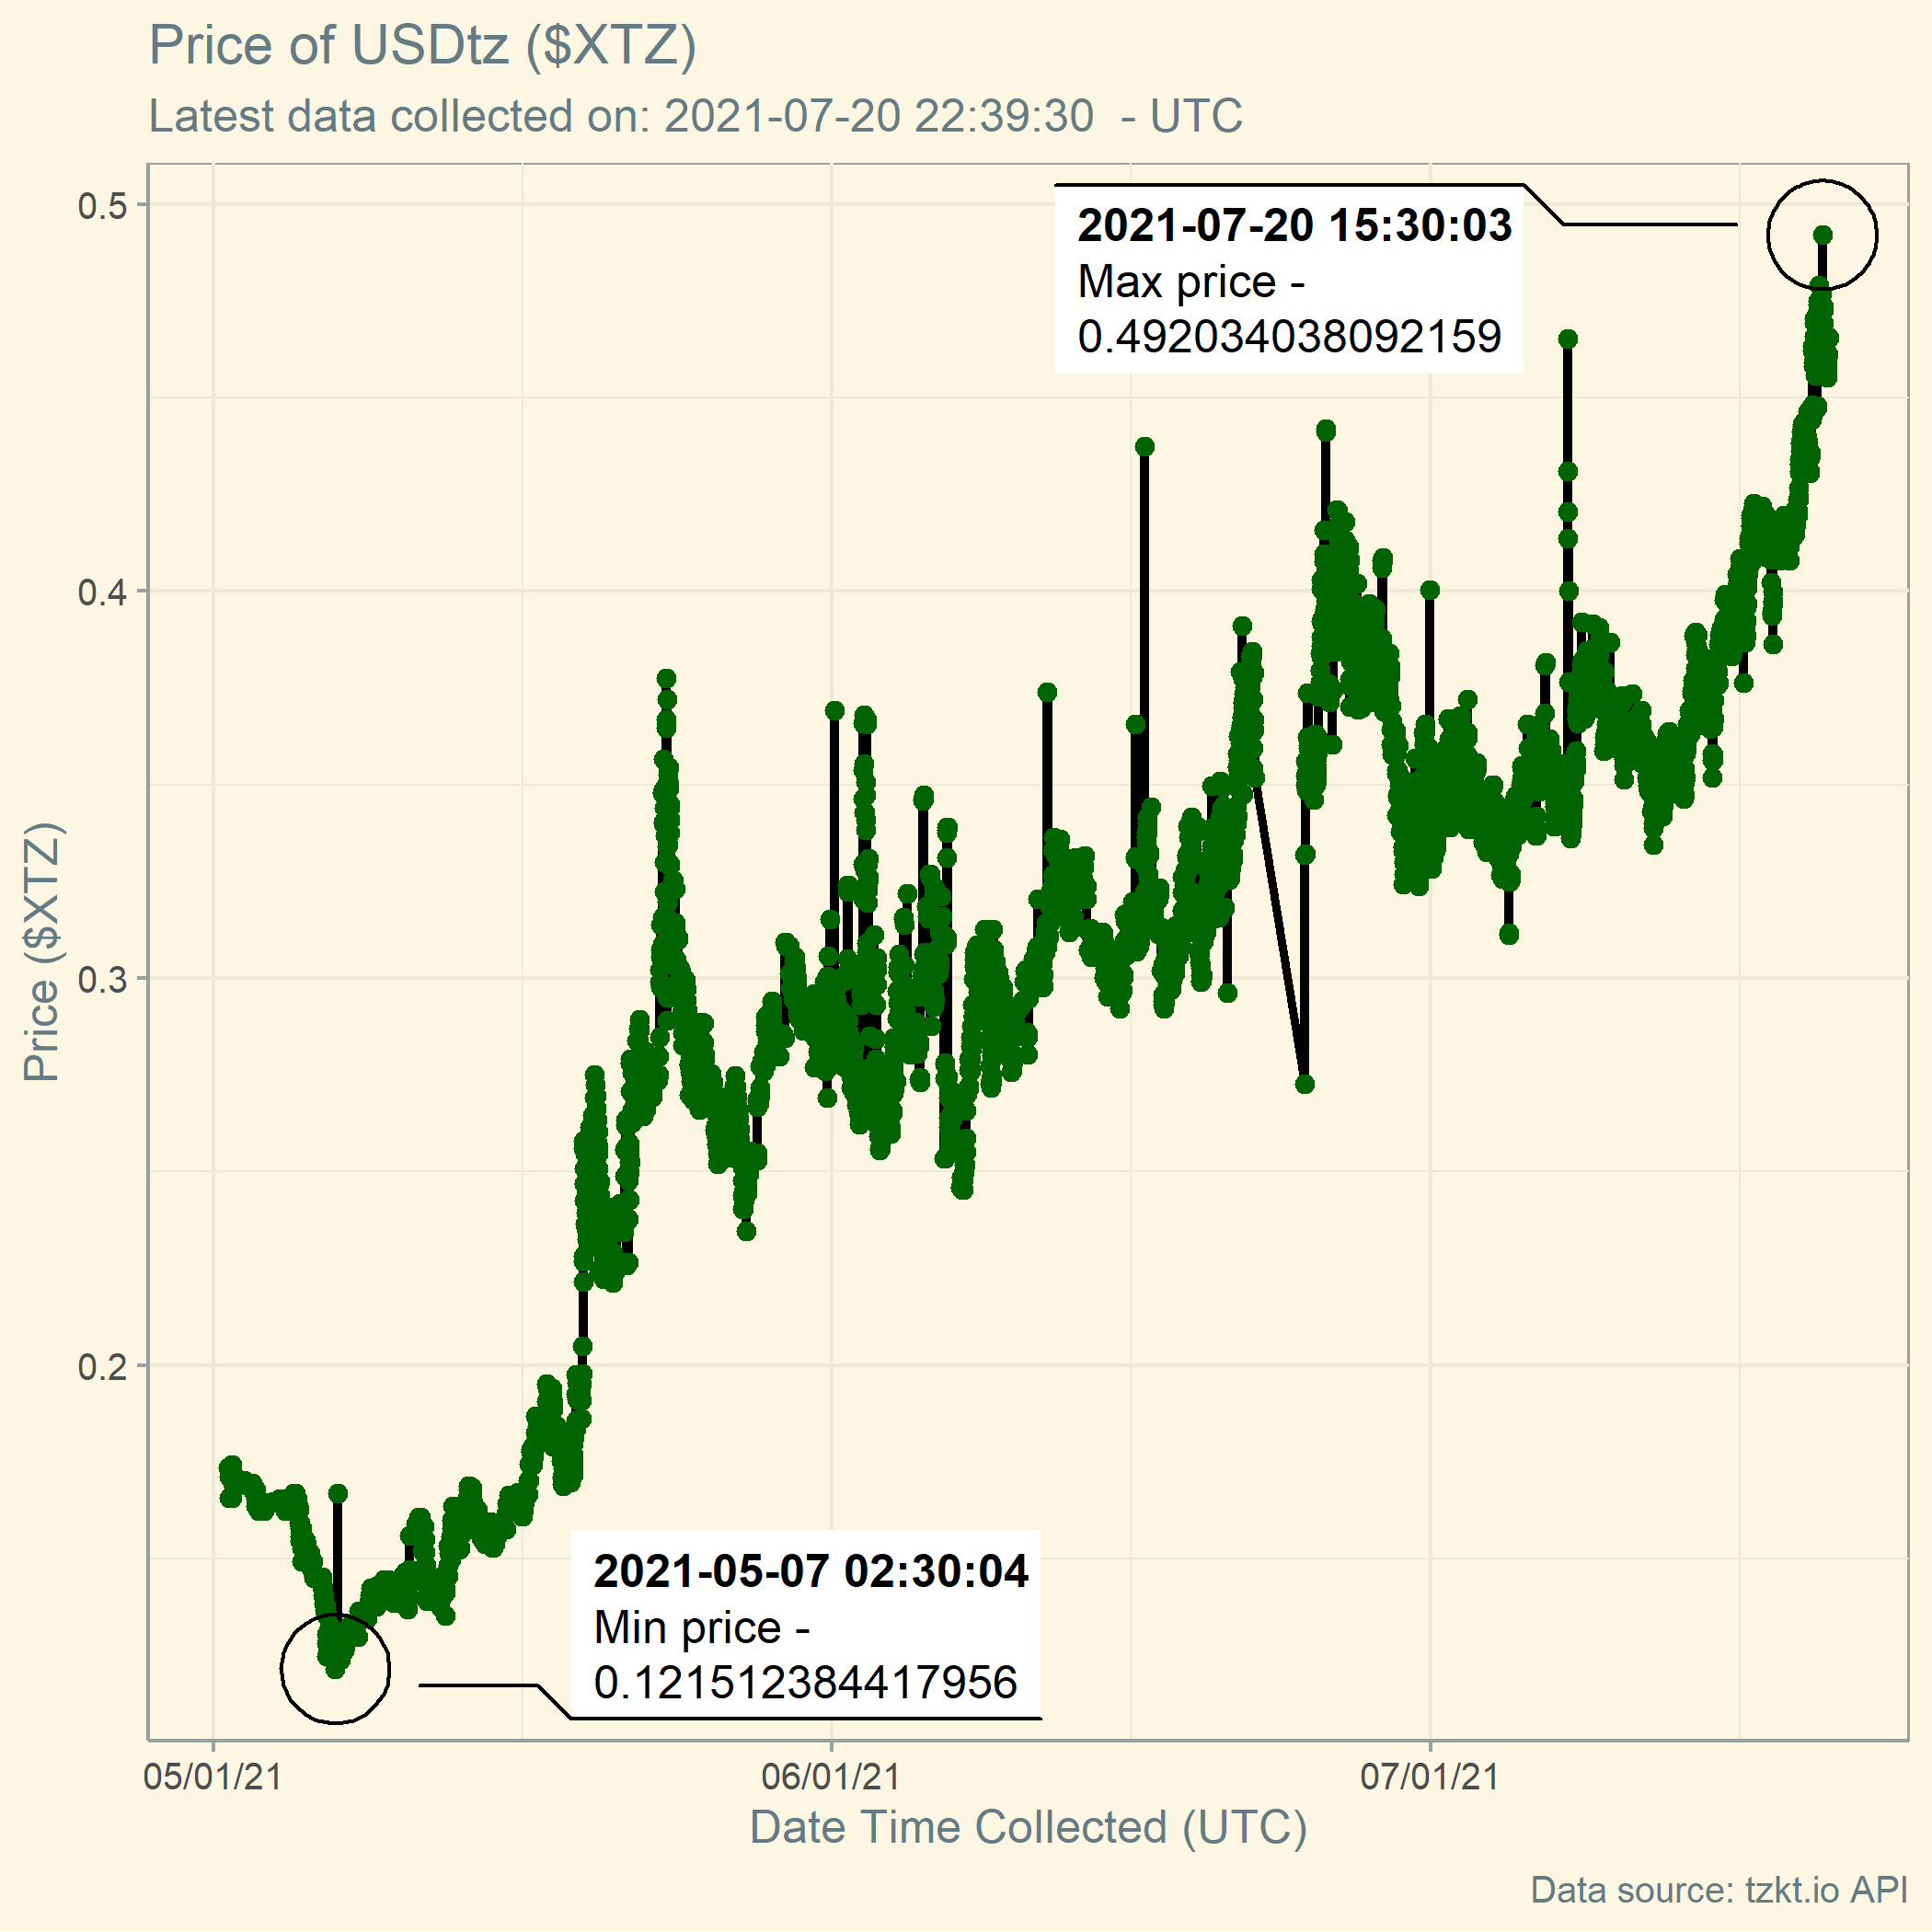 Price of USDtz ($XTZ)
Latest data collected on: 2021-07-20 22:39:30  - UTC
0.5
0.4
0.3
0.2
Price ($XTZ)
2021-07-20 15:30:03
Max price -
0.492034038092159
2021-05-07 02:30:04
Min price -
0.121512384417956
05/01/21
06/01/21
07/01/21
Date Time Collected (UTC)
Data source: tzkt.io API